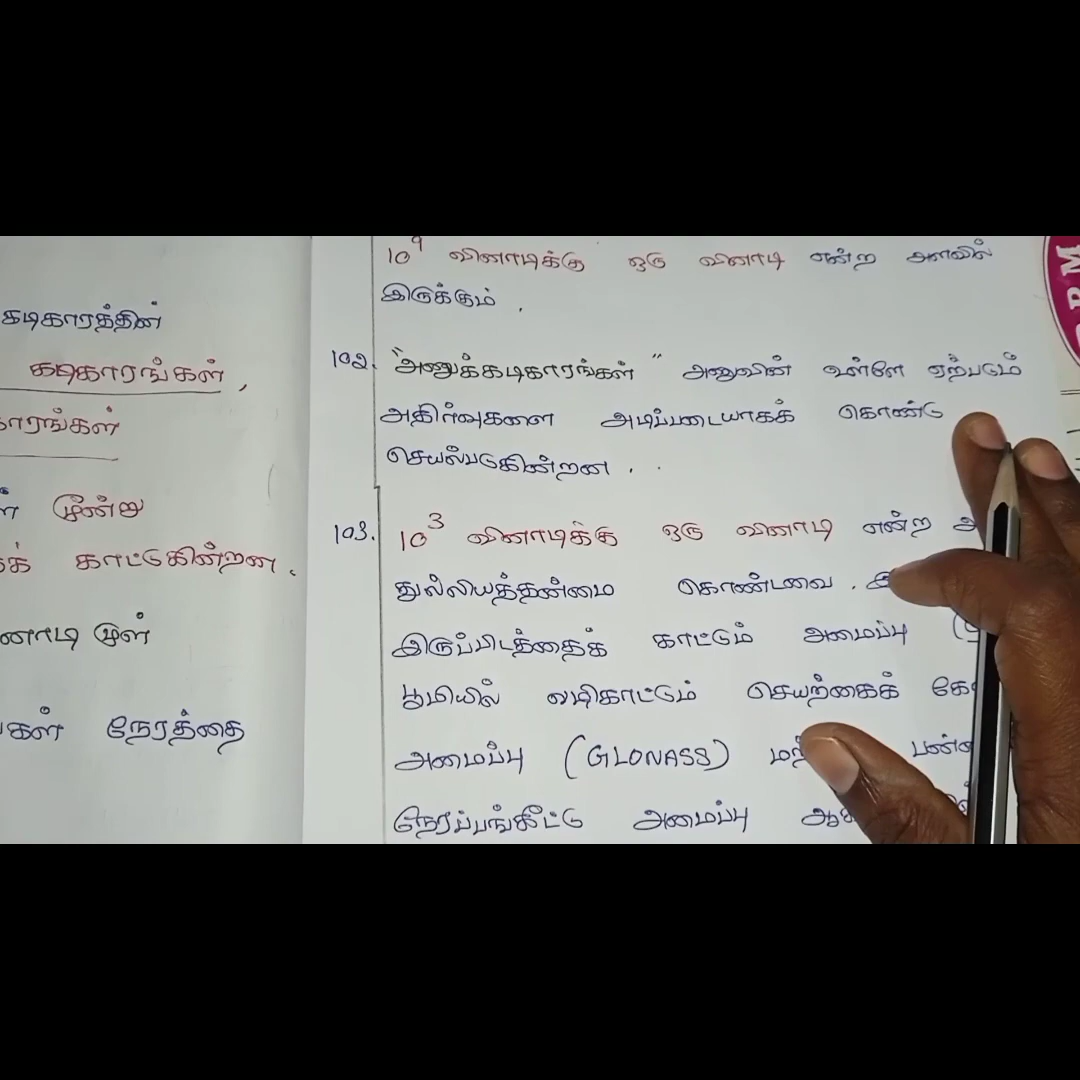 கடிகாரத்தின்
கடிகாரங்கள்,
காரங்கள்
மூன்று
காட்டுகின்றன.
னாடி முள்
கள் நேரத்தை
10⁹ வினாடிக்கு ஒரு வினாடி என்ற அளவில்
இருக்கும்.
102. "அணுக்கடிகாரங்கள்" அணுவின் உள்ளே ஏற்படும்
அதிர்வுகளை அடிப்படையாகக் கொண்டு
செயல்படுகின்றன.
103. 10³ வினாடிக்கு ஒரு வினாடி என்ற
துல்லியத்தன்மை கொண்டவை.
இருப்பிடத்தைக் காட்டும் அமைப்பு
பூமியில் வழிகாட்டும் செயற்கைக்
அமைப்பு (GLONASS)
நேரப்பங்கீட்டு அமைப்பு